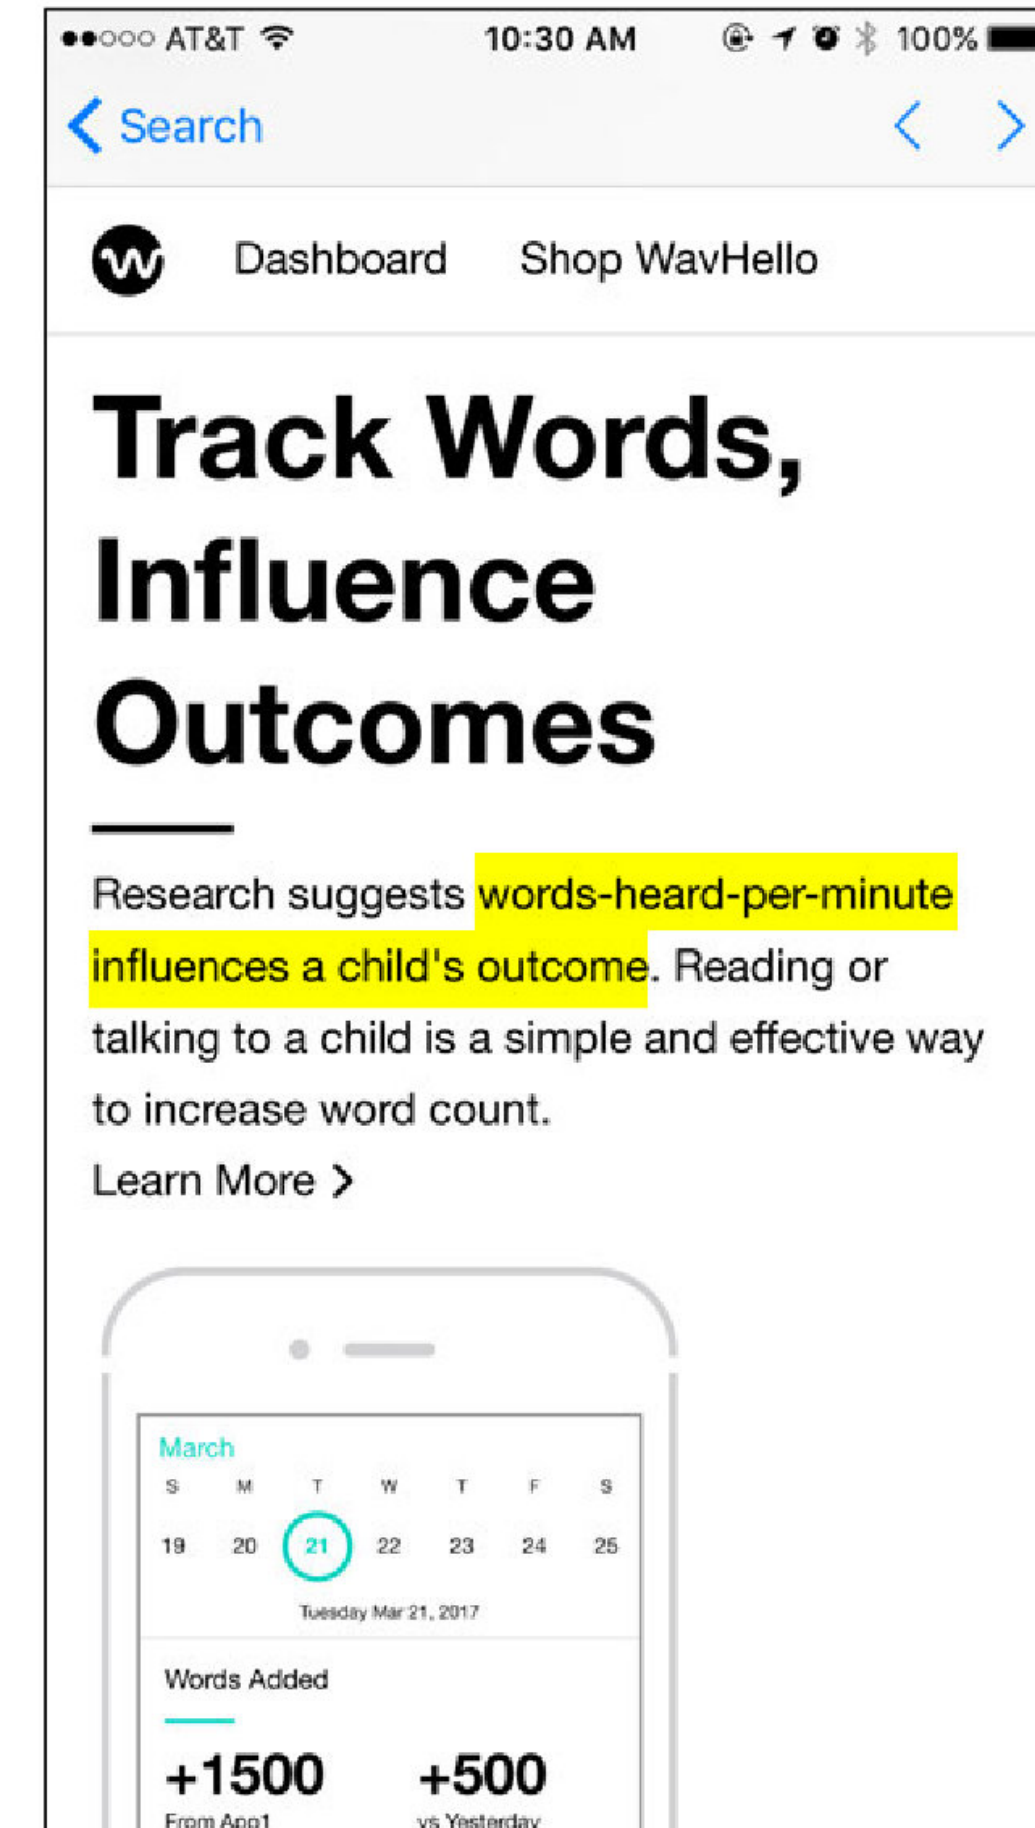 AT&T 10:30 AM 100%
Search
W Dashboard Shop WavHello
Track Words,
Influence
Outcomes
Research suggests words-heard-per-minute
influences a child's outcome. Reading or
talking to a child is a simple and effective way
to increase word count.
Learn More >
March
S M T W T F S
19 20 21 22 23 24 25
Tuesday Mar 21, 2017
Words Added
+1500 +500
From App1 vs Yesterday